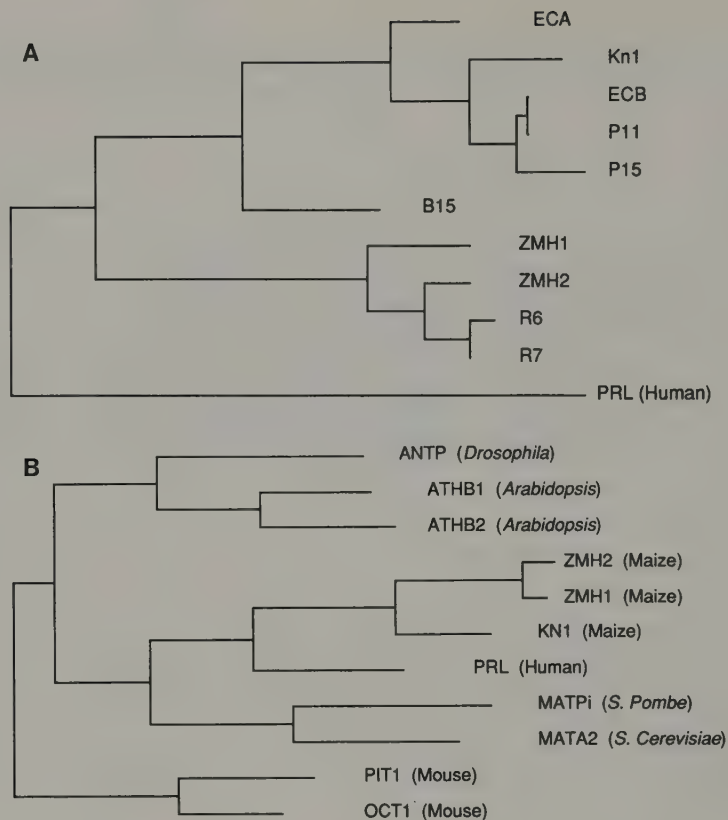 A
ECA
Kn1
ECB
P11
P15
B15
ZMH1
ZMH2
R6
R7
PRL (Human)
B
ANTP (Drosophila)
ATHB1 (Arabidopsis)
ATHB2 (Arabidopsis)
ZMH2 (Maize)
ZMH1 (Maize)
KN1 (Maize)
PRL (Human)
MATPi (S. Pombe)
MATA2 (S. Cerevisiae)
PIT1 (Mouse)
OCT1 (Mouse)